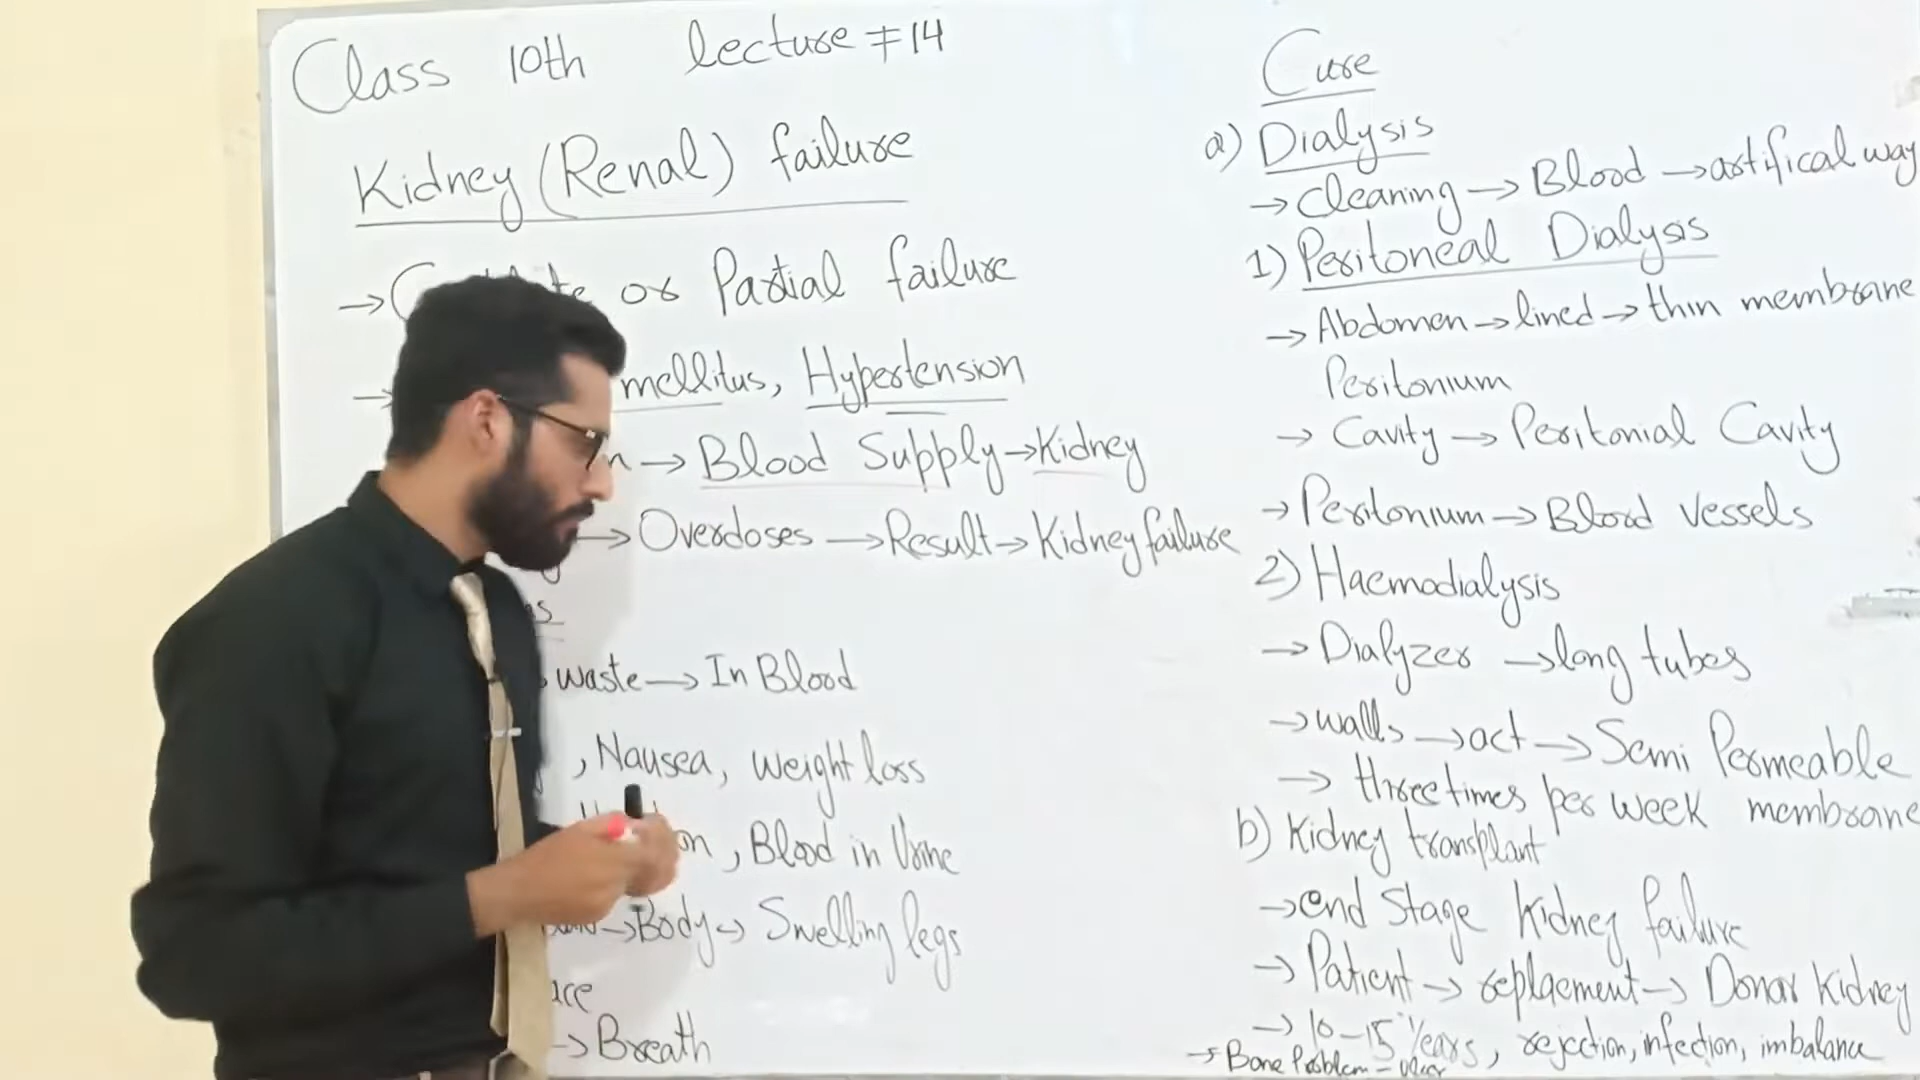 Class 10th lecture #14
Kidney (Renal) failure
→ or Partial failure
→ mellitus, Hypertension
→ Blood Supply → Kidney
→ Overdoses → Result → Kidney failure
waste → In Blood
, Nausea, weight loss
, Blood in Urine
→ Body → Swelling legs
→ Breath
Cure
a) Dialysis
→ Cleaning → Blood → artifical way
1) Peritoneal Dialysis
→ Abdomen → lined → thin membrane
Peritonium
→ Cavity → Peritonial Cavity
→ Peritonium → Blood vessels
2) Haemodialysis
→ Dialyzer → long tubes
→ walls → act → Semi Permeable
membrane
→ three times per week
b) Kidney transplant
→ end Stage Kidney failure
→ Patient → replacment → Donar Kidney
→ 10-15 Years, rejection, infection, imbalance
→ Bone Problem -